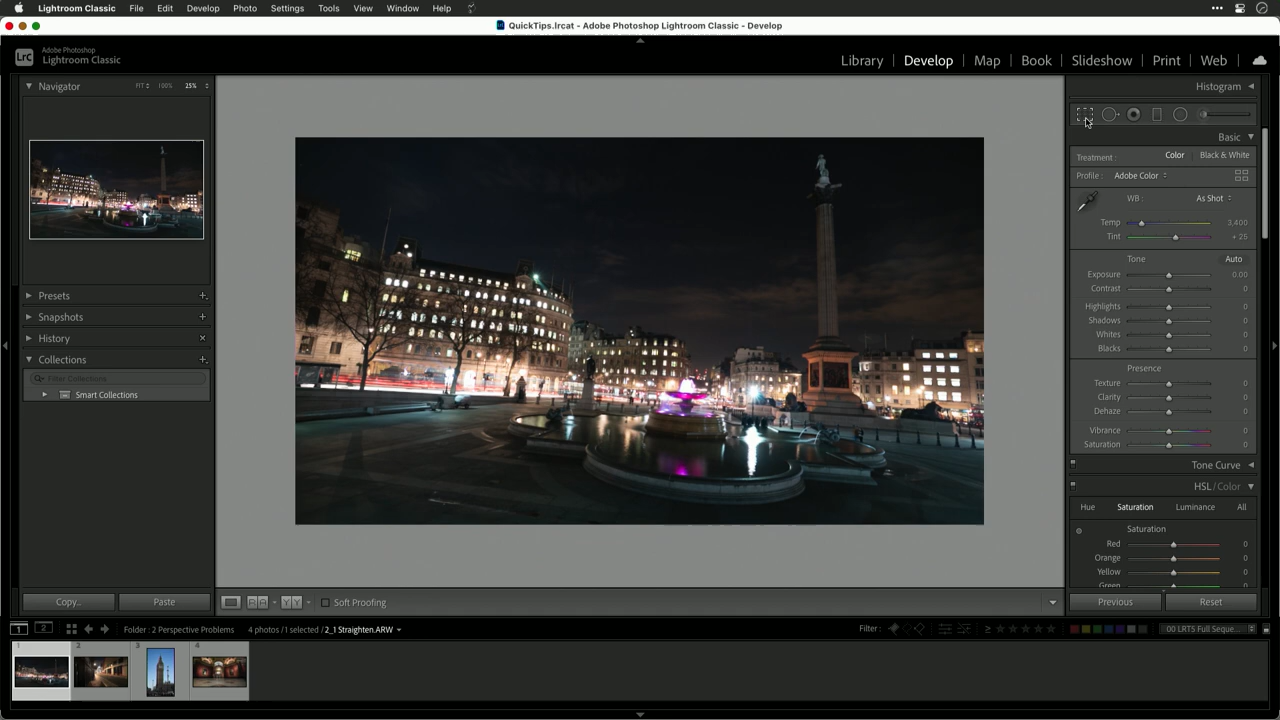 Lightroom Classic File Edit Develop Photo Settings Tools View Window Help
QuickTips.lrcat - Adobe Photoshop Lightroom Classic - Develop
Lrc Adobe Photoshop
Lightroom Classic
Library | Develop | Map | Book | Slideshow | Print | Web
Navigator FIT 100% 25%
Presets
Snapshots
History
Collections
Filter Collections
Smart Collections
Copy... Paste
Soft Proofing
Histogram
Basic
Treatment : Color Black & White
Profile : Adobe Color
WB : As Shot
Temp 3,400
Tint + 25
Tone Auto
Exposure 0.00
Contrast 0
Highlights 0
Shadows 0
Whites 0
Blacks 0
Presence
Texture 0
Clarity 0
Dehaze 0
Vibrance 0
Saturation 0
Tone Curve
HSL / Color
Hue Saturation Luminance All
Saturation
Red 0
Orange 0
Yellow 0
Green 0
Previous Reset
1 2 Folder : 2 Perspective Problems 4 photos / 1 selected / 2_1 Straighten.ARW Filter : 00 LRT5 Full Seque...
1 2 3 4